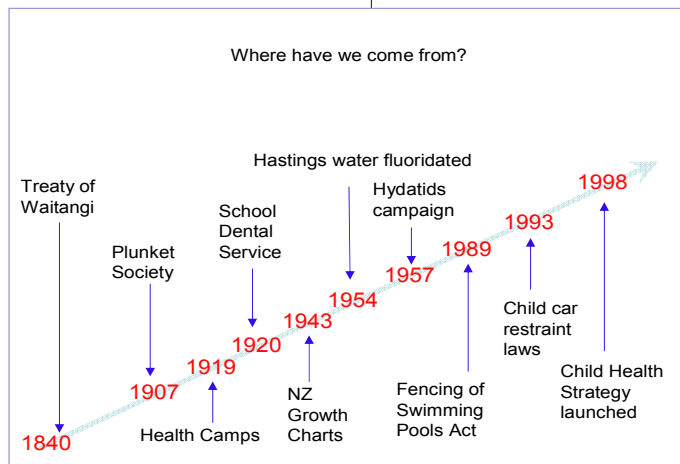 Where have we come from?
Hastings water fluoridated
Treaty of
Waitangi
Hydatids
campaign
School
Dental
Service
Plunket
Society
1998
1993
1989
1957
1954
1943
1920
1919
1907
1840
Child car
restraint
laws
Child Health
Strategy
launched
NZ
Growth
Charts
Fencing of
Swimming
Pools Act
Health Camps